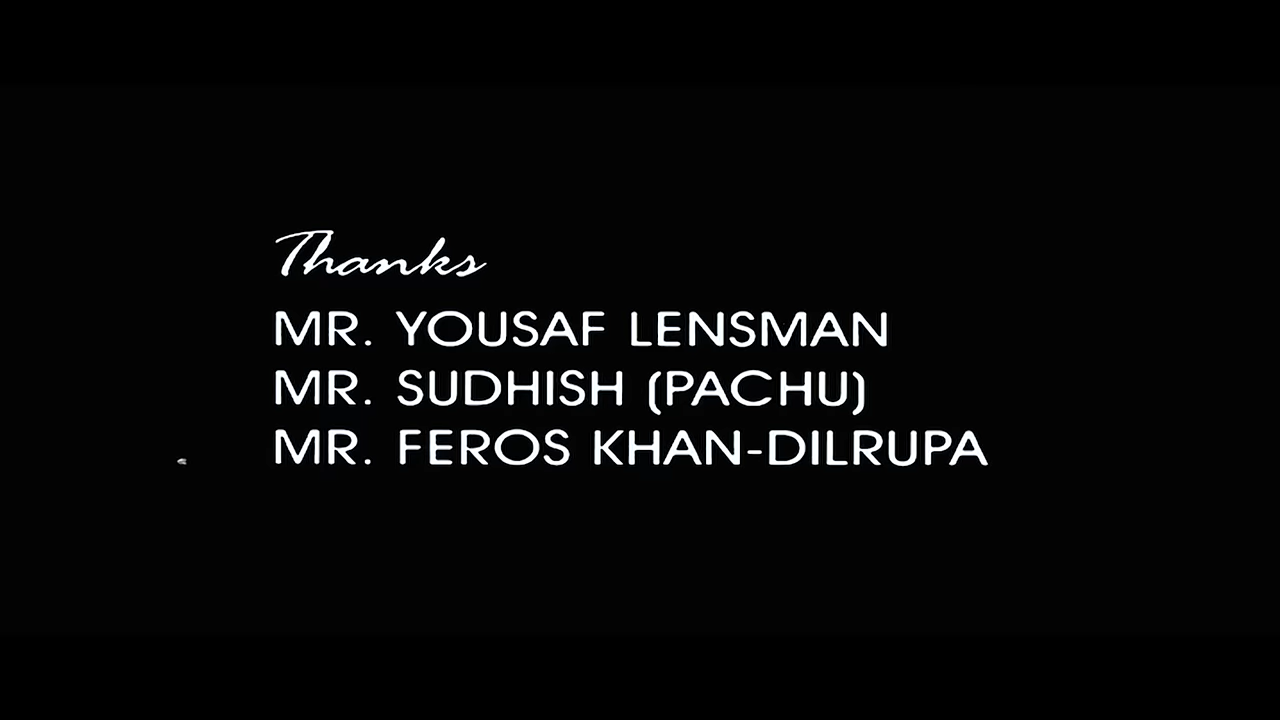 Thanks
MR. YOUSAF LENSMAN
MR. SUDHISH (PACHU)
MR. FEROS KHAN-DILRUPA